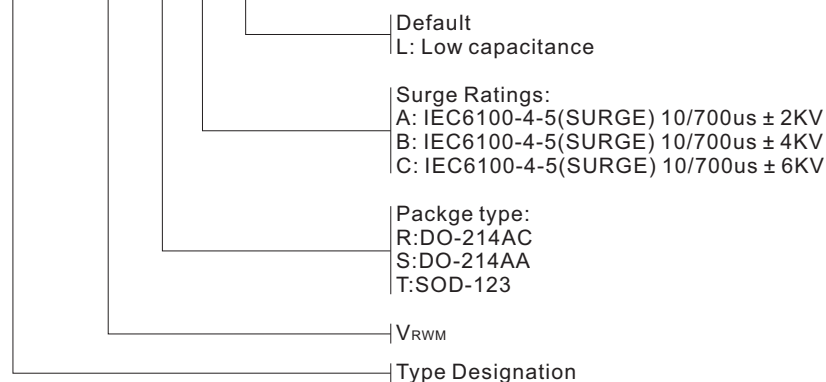 Default
L: Low capacitance
Surge Ratings:
A: IEC6100-4-5(SURGE) 10/700us ± 2KV
B: IEC6100-4-5(SURGE) 10/700us ± 4KV
C: IEC6100-4-5(SURGE) 10/700us ± 6KV
Packge type:
R:DO-214AC
S:DO-214AA
T:SOD-123
VRWM
Type Designation